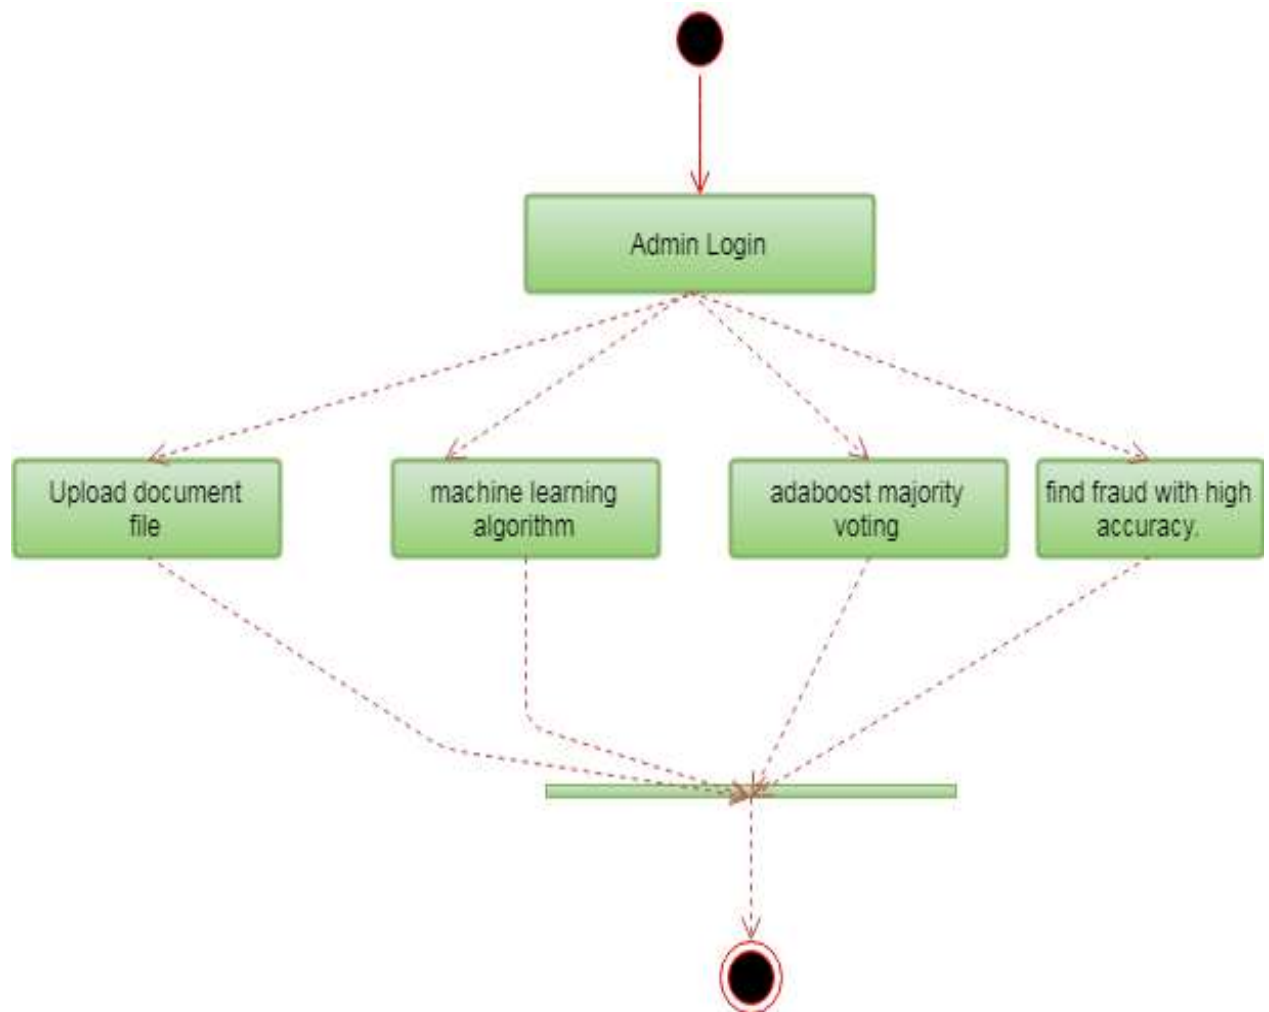 Admin Login
Upload document
file
machine learning
algorithm
adaboost majority
voting
find fraud with high
accuracy.